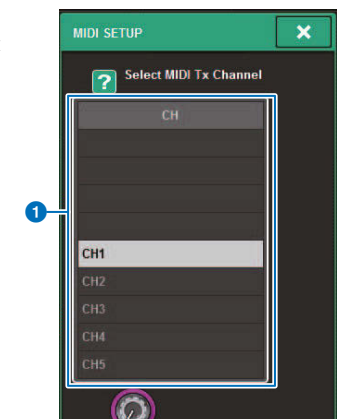 MIDI SETUP
×
? Select MIDI Tx Channel
CH
1
CH1
CH2
CH3
CH4
CH5